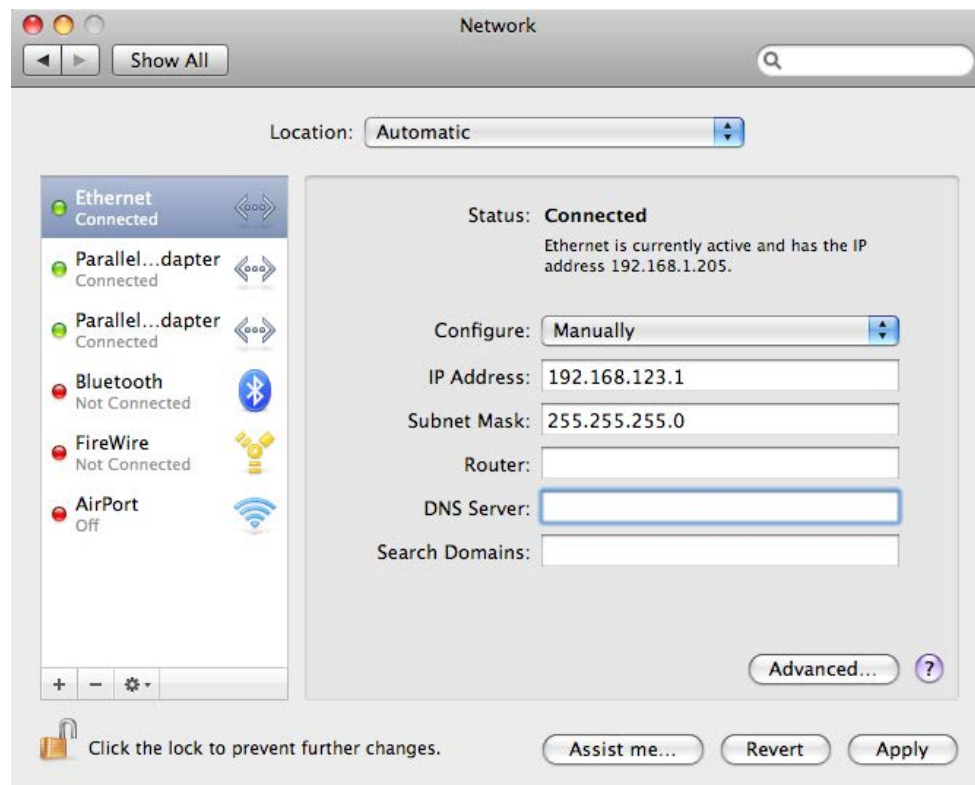 Network
Show All
Location: Automatic
Ethernet
Connected
Parallel...dapter
Connected
Parallel...dapter
Connected
Bluetooth
Not Connected
FireWire
Not Connected
AirPort
Off
Status: Connected
Ethernet is currently active and has the IP
address 192.168.1.205.
Configure: Manually
IP Address: 192.168.123.1
Subnet Mask: 255.255.255.0
Router:
DNS Server:
Search Domains:
Advanced... ?
Click the lock to prevent further changes.
Assist me... Revert Apply